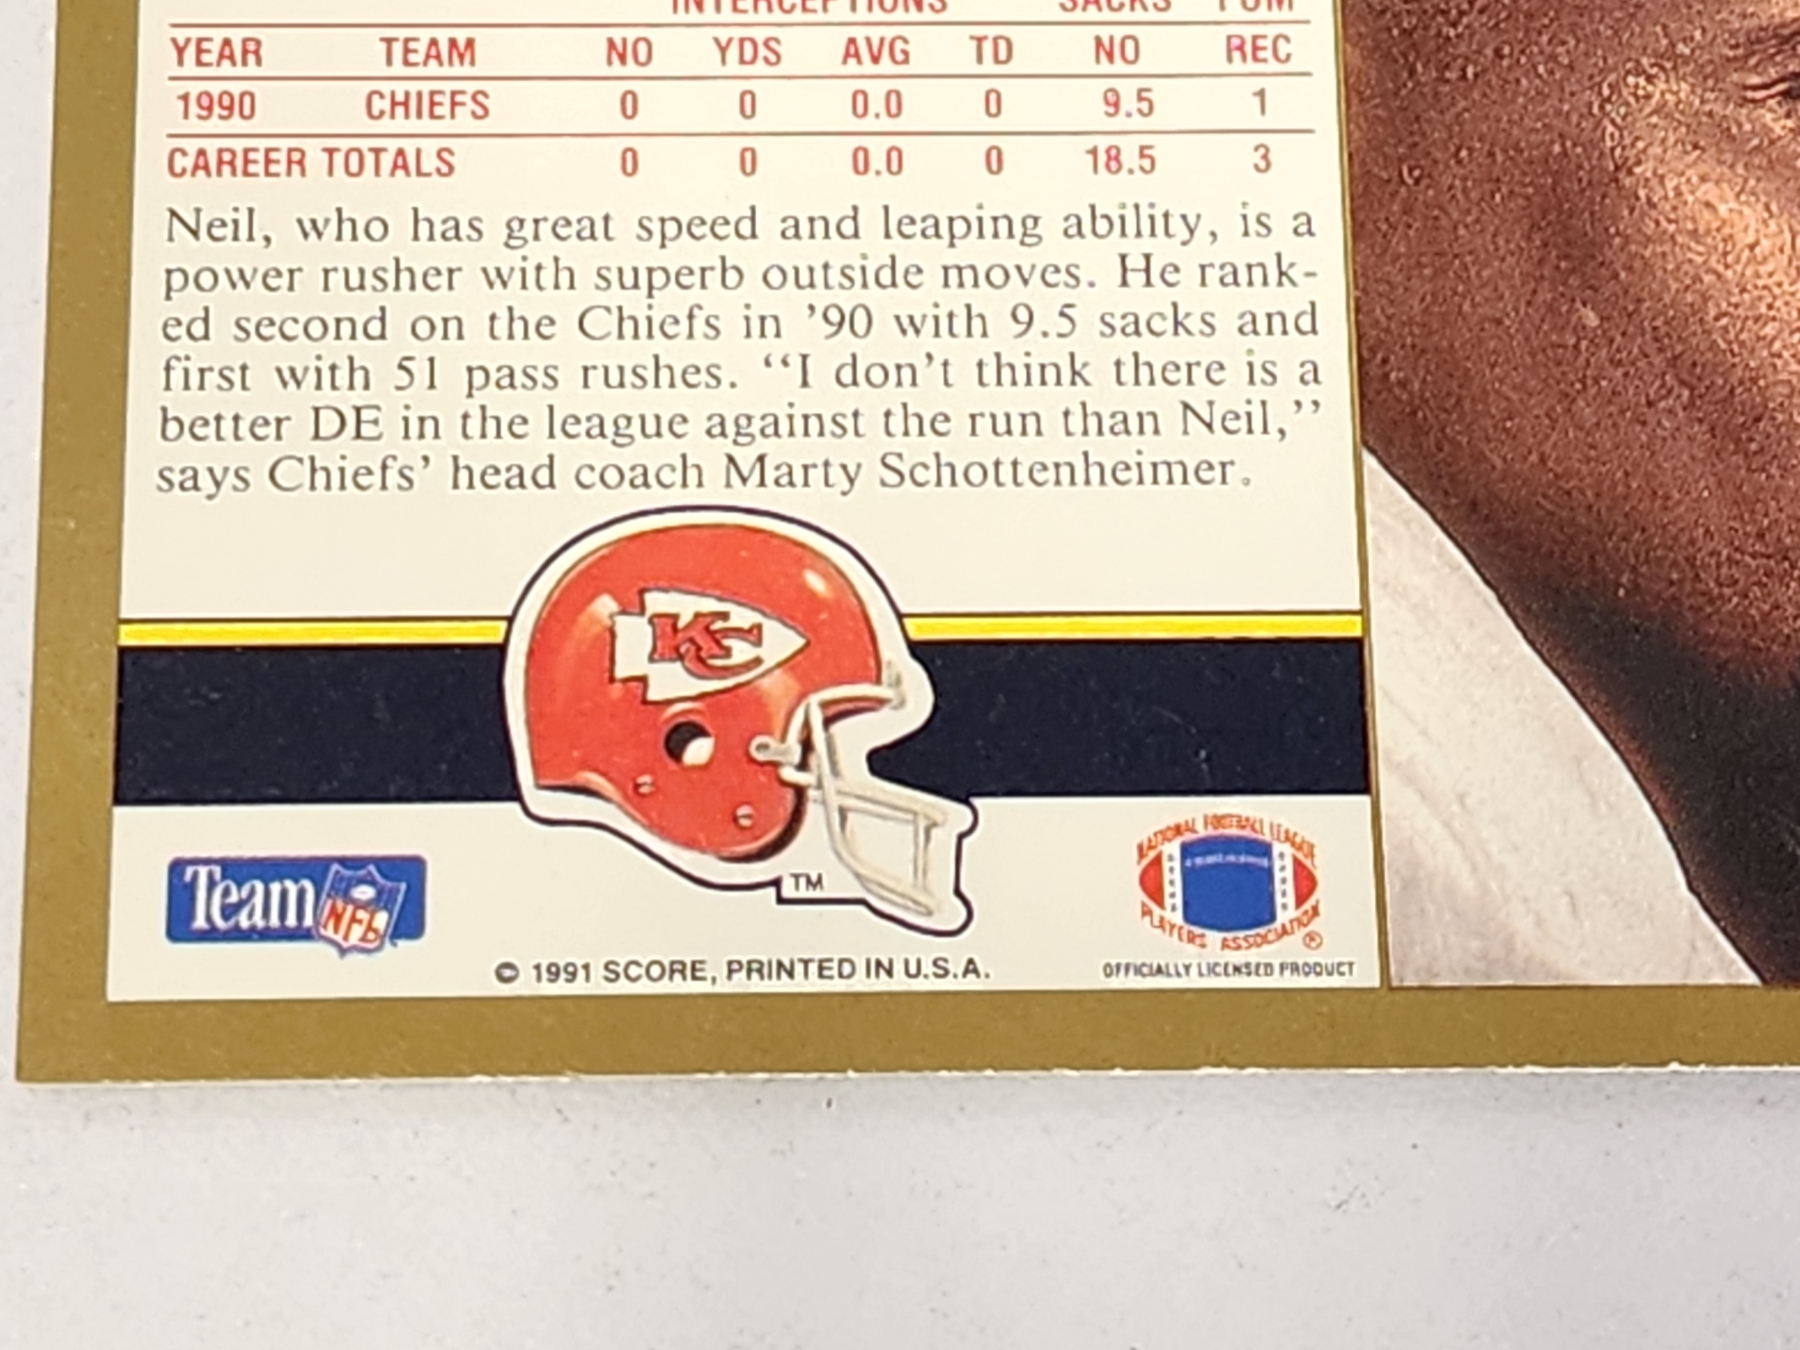 INTERCEPTIONS SACKS FUM
YEAR TEAM NO YDS AVG TD NO REC
1990 CHIEFS 0 0 0.0 0 9.5 1
CAREER TOTALS 0 0 0.0 0 18.5 3
Neil, who has great speed and leaping ability, is a
power rusher with superb outside moves. He rank-
ed second on the Chiefs in ’90 with 9.5 sacks and
first with 51 pass rushes. “I don’t think there is a
better DE in the league against the run than Neil,”
says Chiefs’ head coach Marty Schottenheimer.
KC
TM
Team NFL
NATIONAL FOOTBALL LEAGUE
PLAYERS ASSOCIATION ®
© 1991 SCORE, PRINTED IN U.S.A.
OFFICIALLY LICENSED PRODUCT